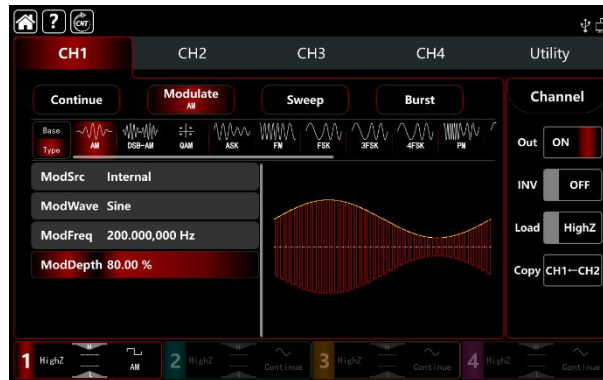 ? CNT
CH1 CH2 CH3 CH4 Utility
Continue Modulate Sweep Burst Channel
AM
Base
Type AM DSB-AM QAM ASK FM FSK 3FSK 4FSK PM
Out ON
ModSrc Internal
INV OFF
ModWave Sine
ModFreq 200.000,000 Hz
Load HighZ
ModDepth 80.00 %
Copy CH1←CH2
1 HighZ AM 2 HighZ Continue 3 HighZ Continue 4 HighZ Continue